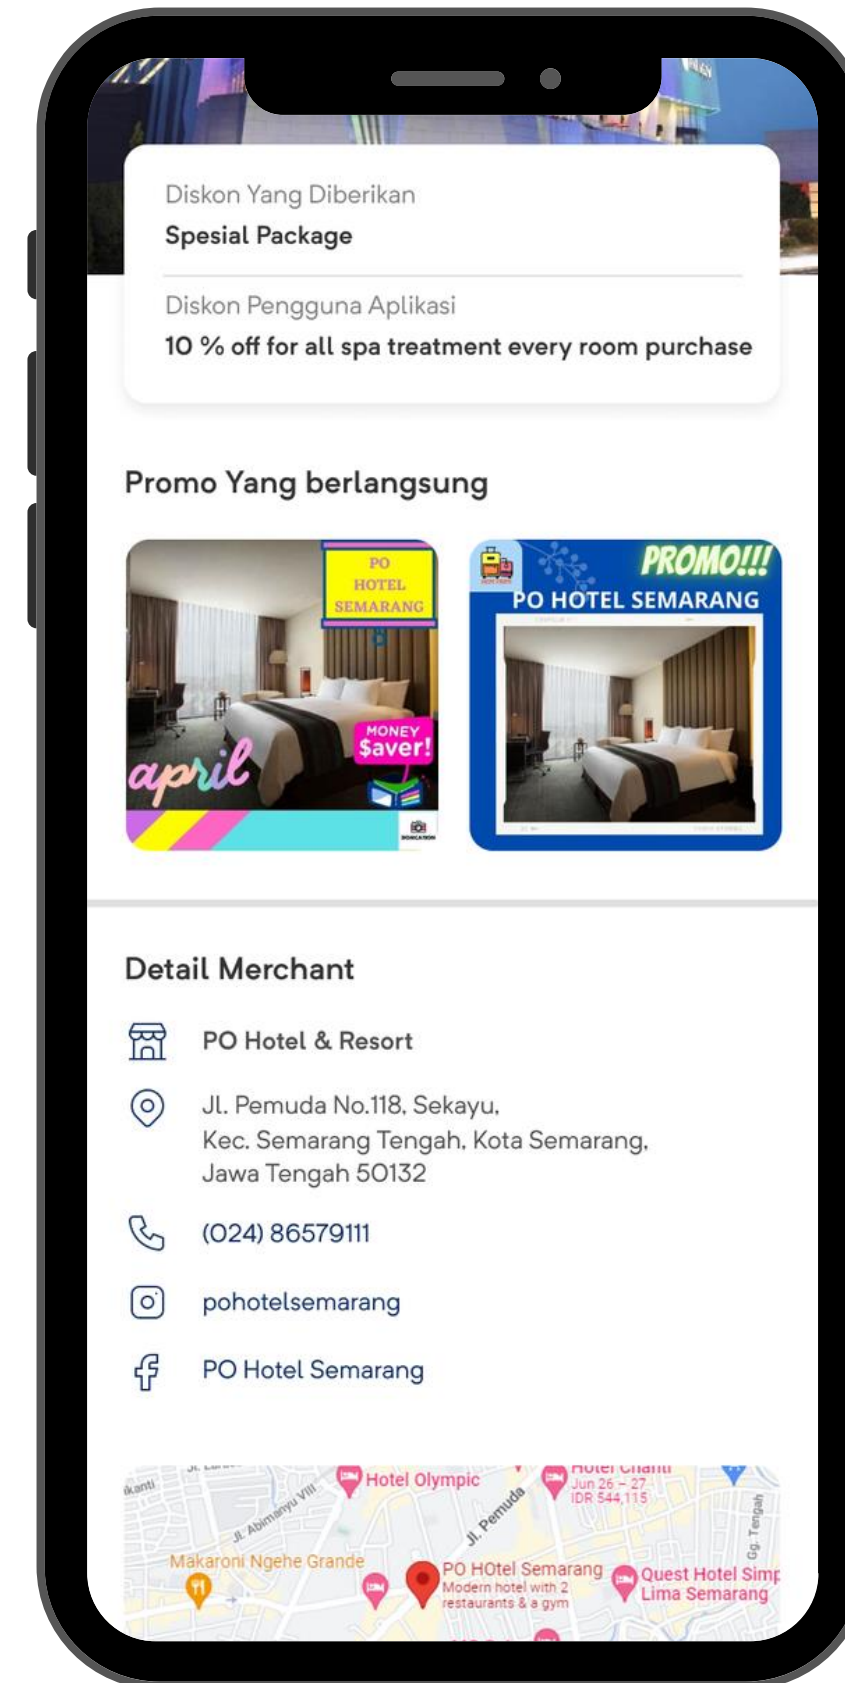 Diskon Yang Diberikan
Spesial Package
Diskon Pengguna Aplikasi
10 % off for all spa treatment every room purchase
Promo Yang berlangsung
PO
HOTEL
SEMARANG
april
MONEY
$aver!
PROMO!!!
PO HOTEL SEMARANG
Detail Merchant
PO Hotel & Resort
Jl. Pemuda No.118, Sekayu,
Kec. Semarang Tengah, Kota Semarang,
Jawa Tengah 50132
(024) 86579111
pohotelsemarang
PO Hotel Semarang
Hotel Olympic
Hotel Chanti
Jun 26 – 27
IDR 544,115
Jl. Abimanyu VIII
Jl. Pemuda
Gg. Tengah
Makaroni Ngehe Grande
PO HOtel Semarang
Modern hotel with 2
restaurants & a gym
Quest Hotel Simp
Lima Semarang